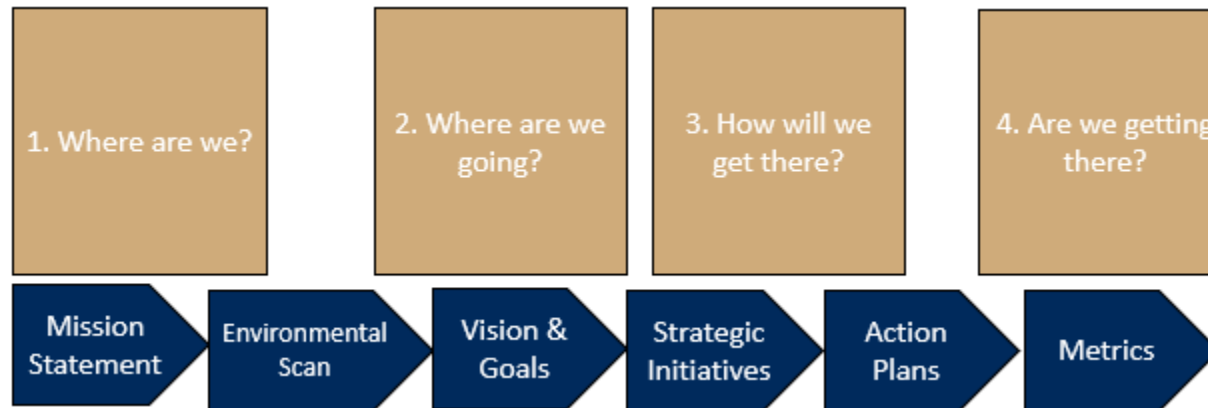 1. Where are we?
2. Where are we
going?
3. How will we
get there?
4. Are we getting
there?
Mission
Statement
Environmental
Scan
Vision &
Goals
Strategic
Initiatives
Action
Plans
Metrics